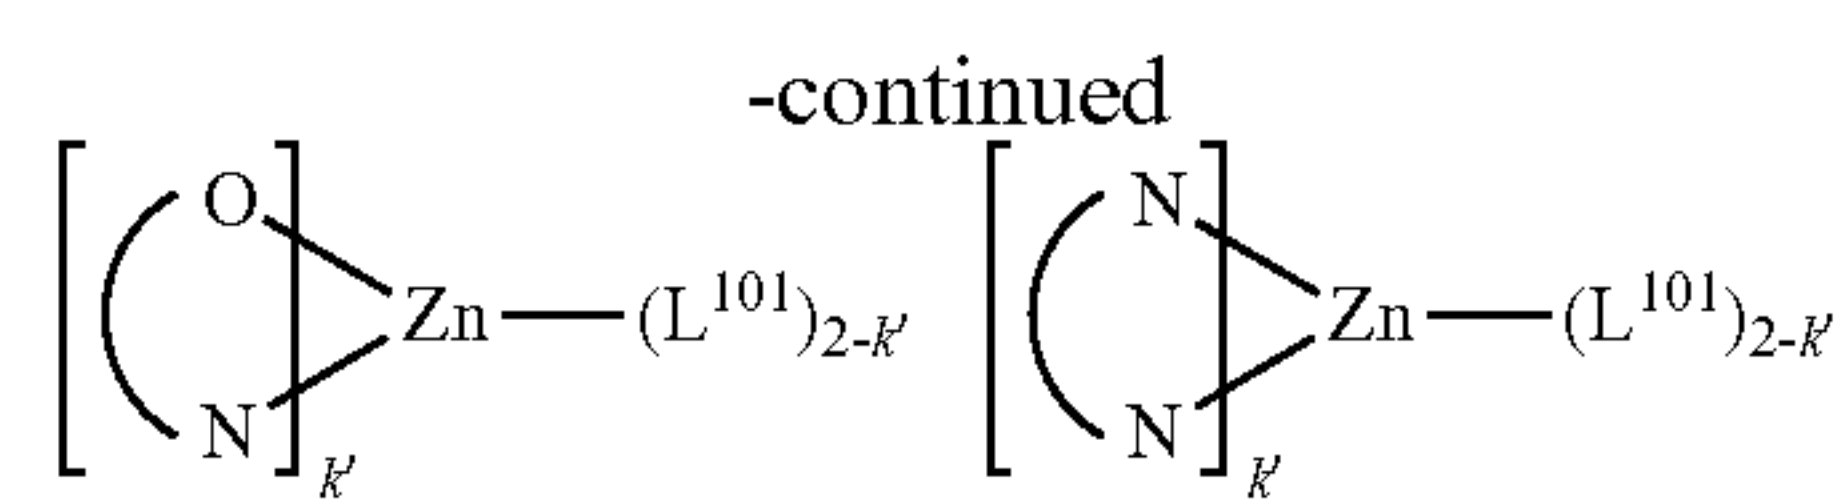 -continued
O N
Zn—(L¹⁰¹)₂₋ₖ′ Zn—(L¹⁰¹)₂₋ₖ′
N k′ N k′